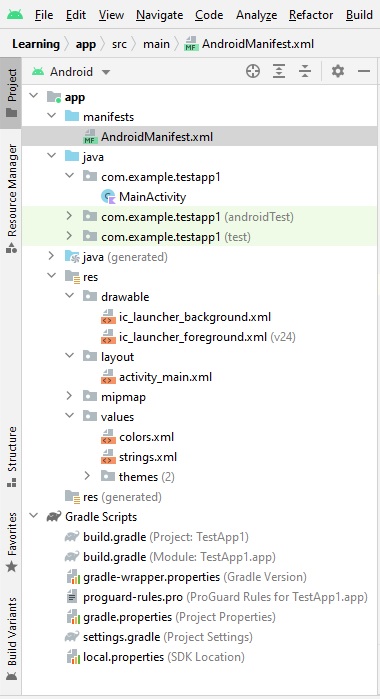 File Edit View Navigate Code Analyze Refactor Build
Learning app src main AndroidManifest.xml
Android
Project
Resource Manager
Structure
Favorites
Build Variants
app
manifests
AndroidManifest.xml
java
com.example.testapp1
MainActivity
com.example.testapp1 (androidTest)
com.example.testapp1 (test)
java (generated)
res
drawable
ic_launcher_background.xml
ic_launcher_foreground.xml (v24)
layout
activity_main.xml
mipmap
values
colors.xml
strings.xml
themes (2)
res (generated)
Gradle Scripts
build.gradle (Project: TestApp1)
build.gradle (Module: TestApp1.app)
gradle-wrapper.properties (Gradle Version)
proguard-rules.pro (ProGuard Rules for TestApp1.app)
gradle.properties (Project Properties)
settings.gradle (Project Settings)
local.properties (SDK Location)